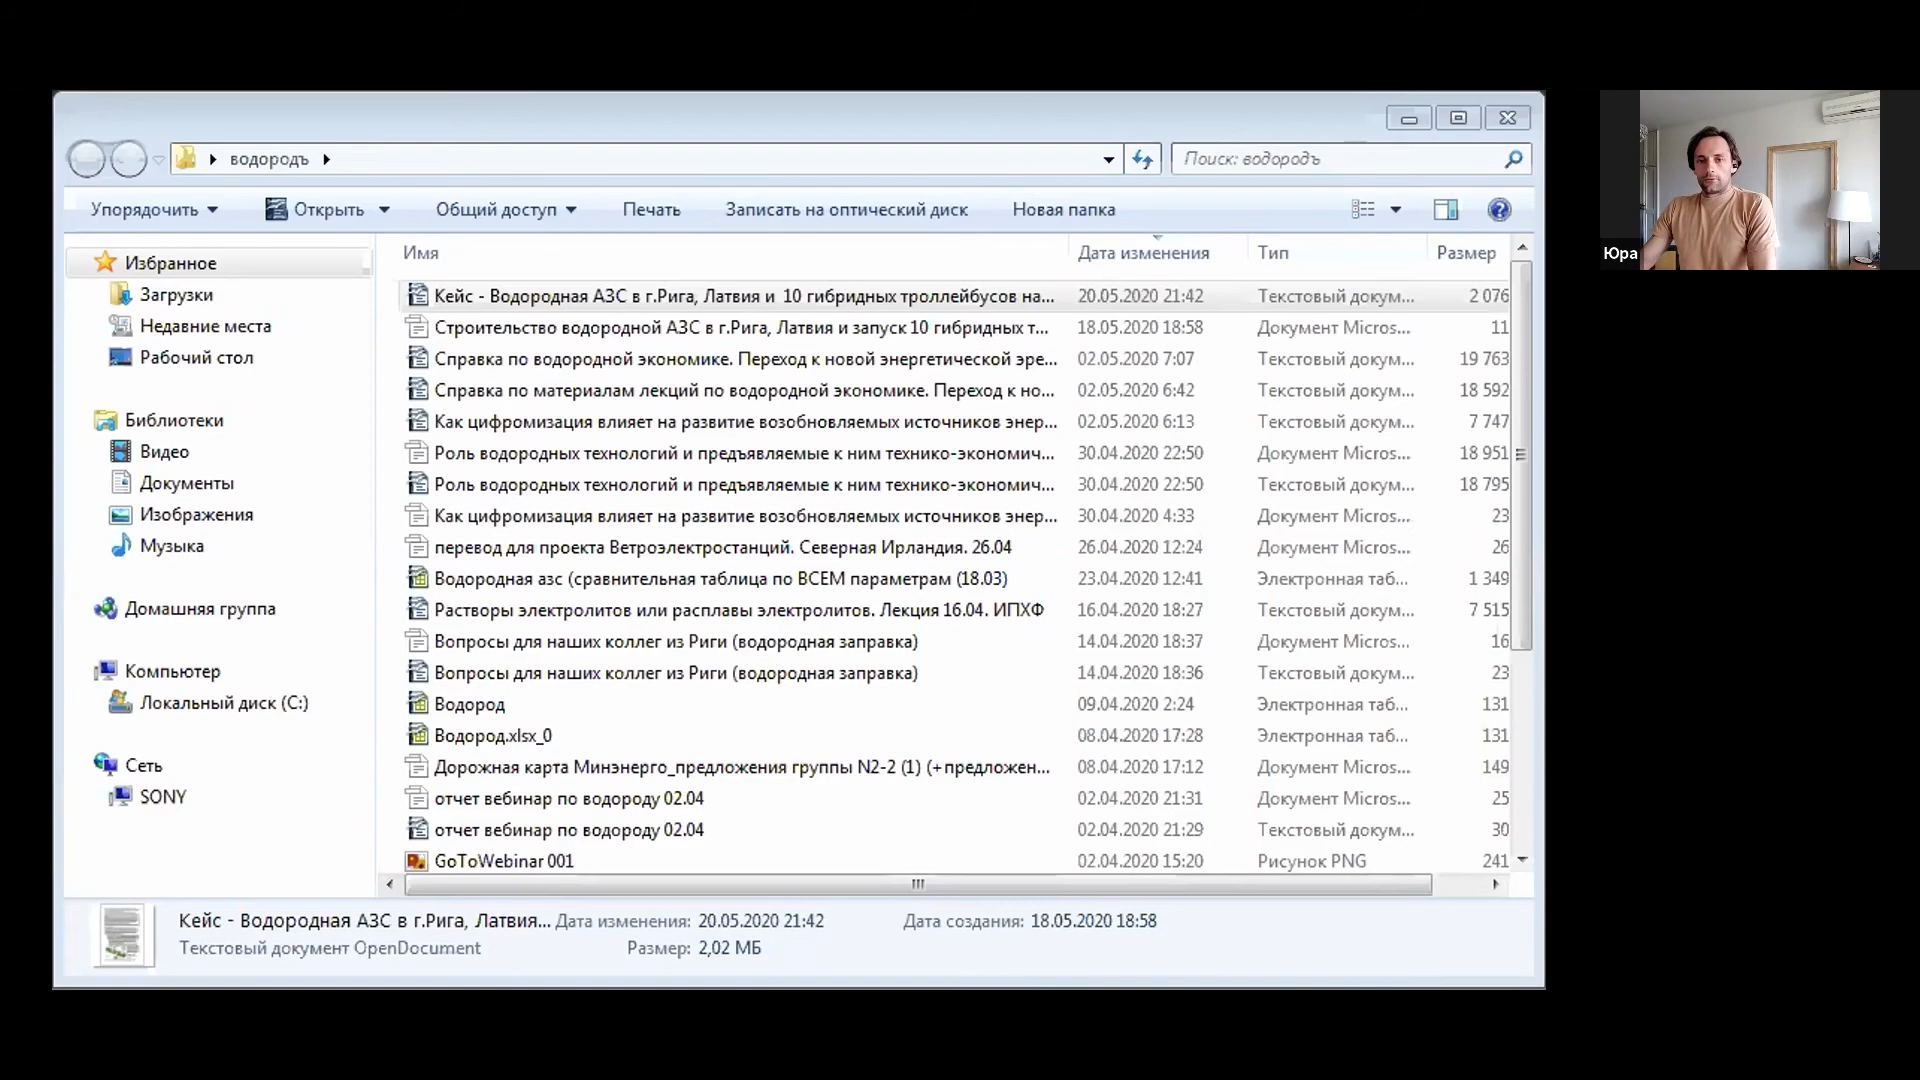 водородъ
Поиск: водородъ
Упорядочить Открыть Общий доступ Печать Записать на оптический диск Новая папка
Избранное
Загрузки
Недавние места
Рабочий стол
Библиотеки
Видео
Документы
Изображения
Музыка
Домашняя группа
Компьютер
Локальный диск (C:)
Сеть
SONY
Имя Дата изменения Тип Размер
Кейс - Водородная АЗС в г.Рига, Латвия и 10 гибридных троллейбусов на... 20.05.2020 21:42 Текстовый докум... 2 076
Строительство водородной АЗС в г.Рига, Латвия и запуск 10 гибридных т... 18.05.2020 18:58 Документ Micros... 11
Справка по водородной экономике. Переход к новой энергетической эре... 02.05.2020 7:07 Текстовый докум... 19 763
Справка по материалам лекций по водородной экономике. Переход к но... 02.05.2020 6:42 Текстовый докум... 18 592
Как цифромизация влияет на развитие возобновляемых источников энер... 02.05.2020 6:13 Текстовый докум... 7 747
Роль водородных технологий и предъявляемые к ним технико-экономич... 30.04.2020 22:50 Документ Micros... 18 951
Роль водородных технологий и предъявляемые к ним технико-экономич... 30.04.2020 22:50 Текстовый докум... 18 795
Как цифромизация влияет на развитие возобновляемых источников энер... 30.04.2020 4:33 Документ Micros... 23
перевод для проекта Ветроэлектростанций. Северная Ирландия. 26.04 26.04.2020 12:24 Документ Micros... 26
Водородная азс (сравнительная таблица по ВСЕМ параметрам (18.03) 23.04.2020 12:41 Электронная таб... 1 349
Растворы электролитов или расплавы электролитов. Лекция 16.04. ИПХФ 16.04.2020 18:27 Текстовый докум... 7 515
Вопросы для наших коллег из Риги (водородная заправка) 14.04.2020 18:37 Документ Micros... 16
Вопросы для наших коллег из Риги (водородная заправка) 14.04.2020 18:36 Текстовый докум... 23
Водород 09.04.2020 2:24 Электронная таб... 131
Водород.xlsx_0 08.04.2020 17:28 Электронная таб... 131
Дорожная карта Минэнерго_предложения группы N2-2 (1) (+предложен... 08.04.2020 17:12 Документ Micros... 149
отчет вебинар по водороду 02.04 02.04.2020 21:31 Документ Micros... 25
отчет вебинар по водороду 02.04 02.04.2020 21:29 Текстовый докум... 30
GoToWebinar 001 02.04.2020 15:20 Рисунок PNG 241
Кейс - Водородная АЗС в г.Рига, Латвия... Дата изменения: 20.05.2020 21:42 Дата создания: 18.05.2020 18:58
Текстовый документ OpenDocument Размер: 2,02 МБ
Юра